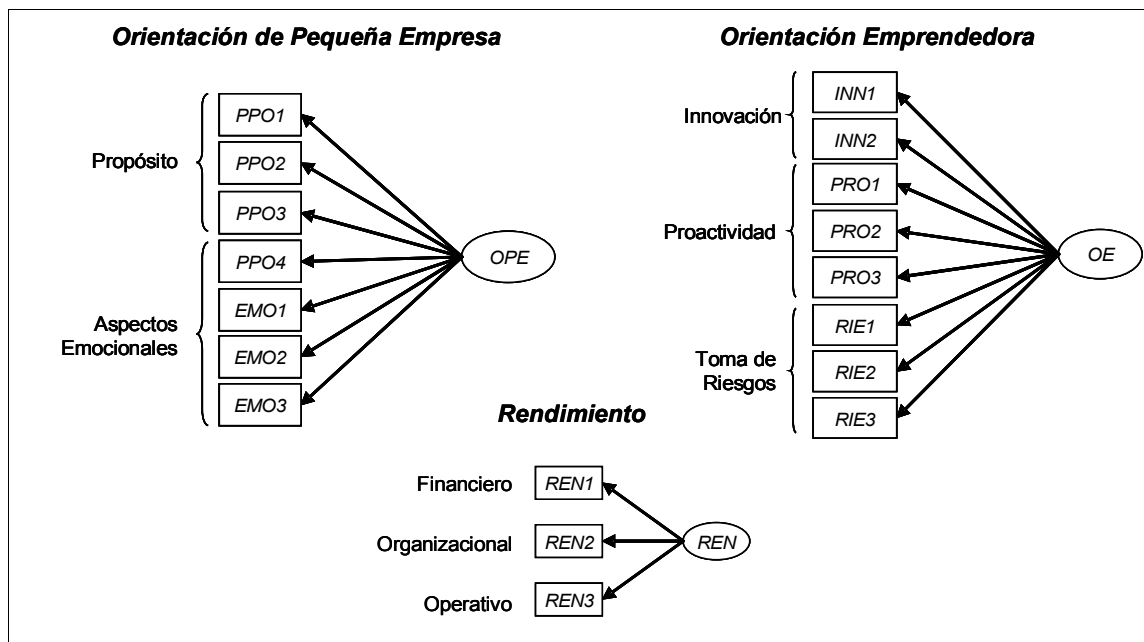 Orientación de Pequeña Empresa
Propósito
PPO1
PPO2
PPO3
Aspectos
Emocionales
PPO4
EMO1
EMO2
EMO3
OPE
Orientación Emprendedora
Innovación
INN1
INN2
Proactividad
PRO1
PRO2
PRO3
Toma de
Riesgos
RIE1
RIE2
RIE3
OE
Rendimiento
Financiero
REN1
Organizacional
REN2
Operativo
REN3
REN